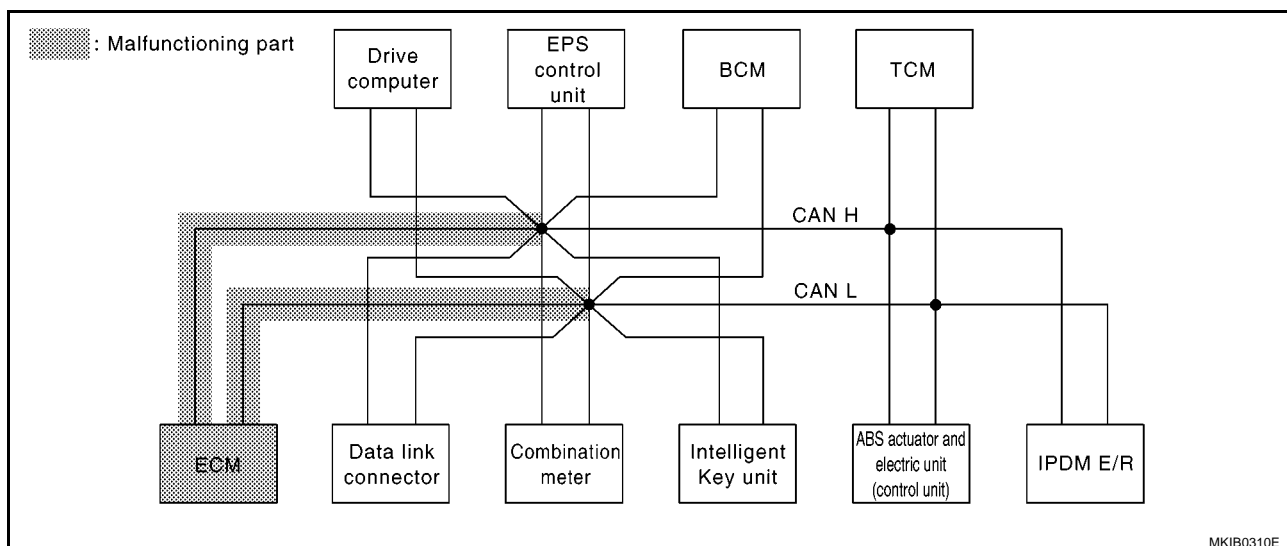 : Malfunctioning part
Drive
computer
EPS
control
unit
BCM
TCM
CAN H
CAN L
ECM
Data link
connector
Combination
meter
Intelligent
Key unit
ABS actuator and
electric unit
(control unit)
IPDM E/R
MKIB0310E